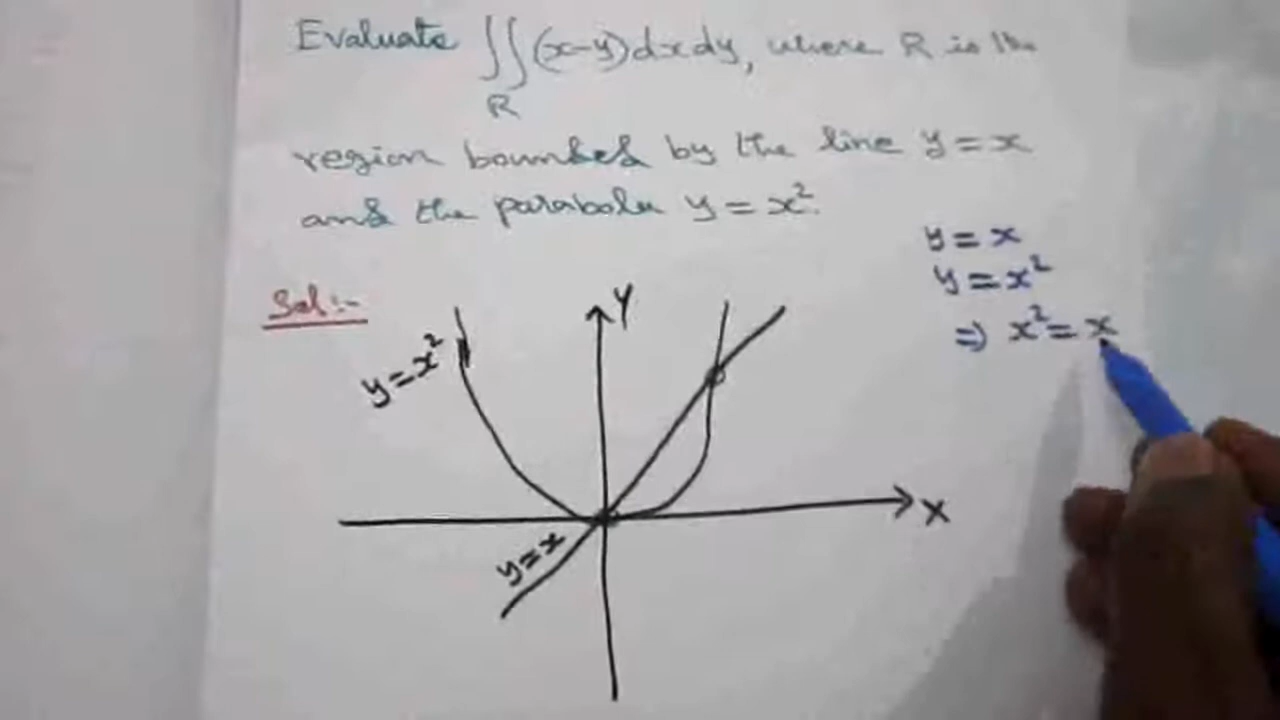 Evaluate ∬(x-y)dxdy, where R is the
R
region bounded by the line y = x
and the parabola y = x².
y = x
y = x²
⇒ x² = x
Sol:-
Y
y = x²
X
y = x